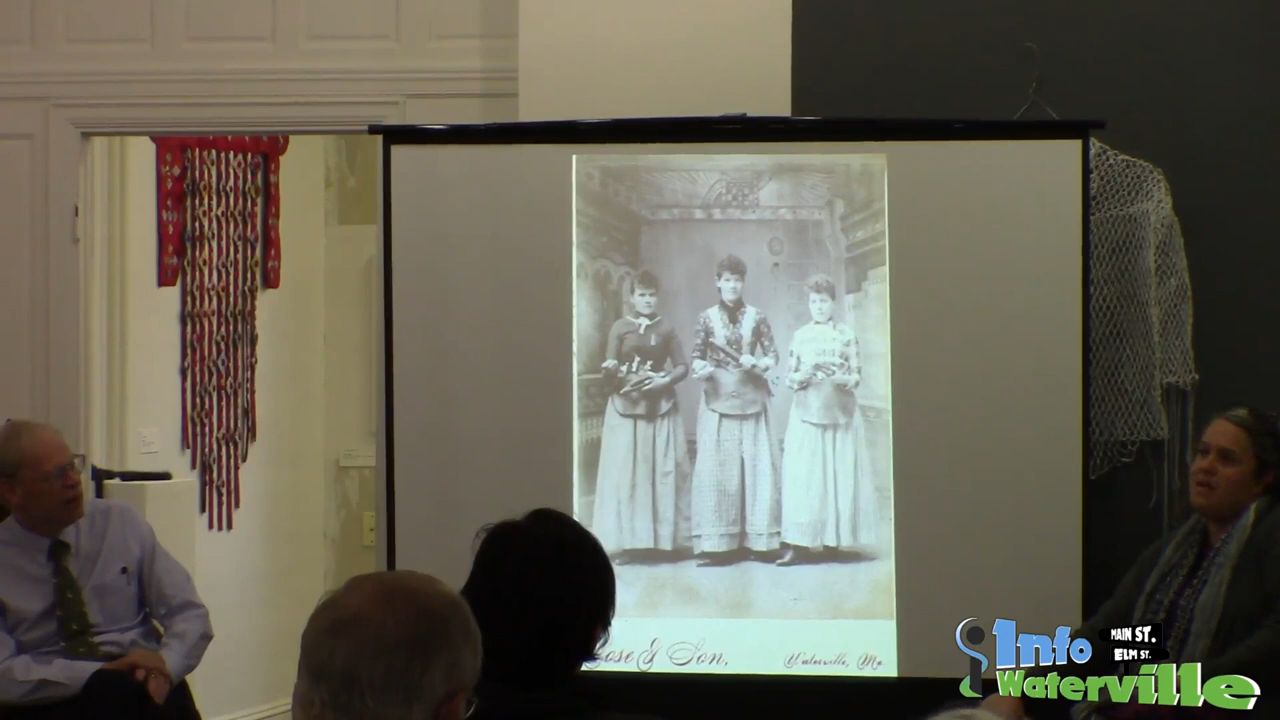 & Son,
Waterville, Me.
Info
MAIN ST.
ELM ST.
Waterville